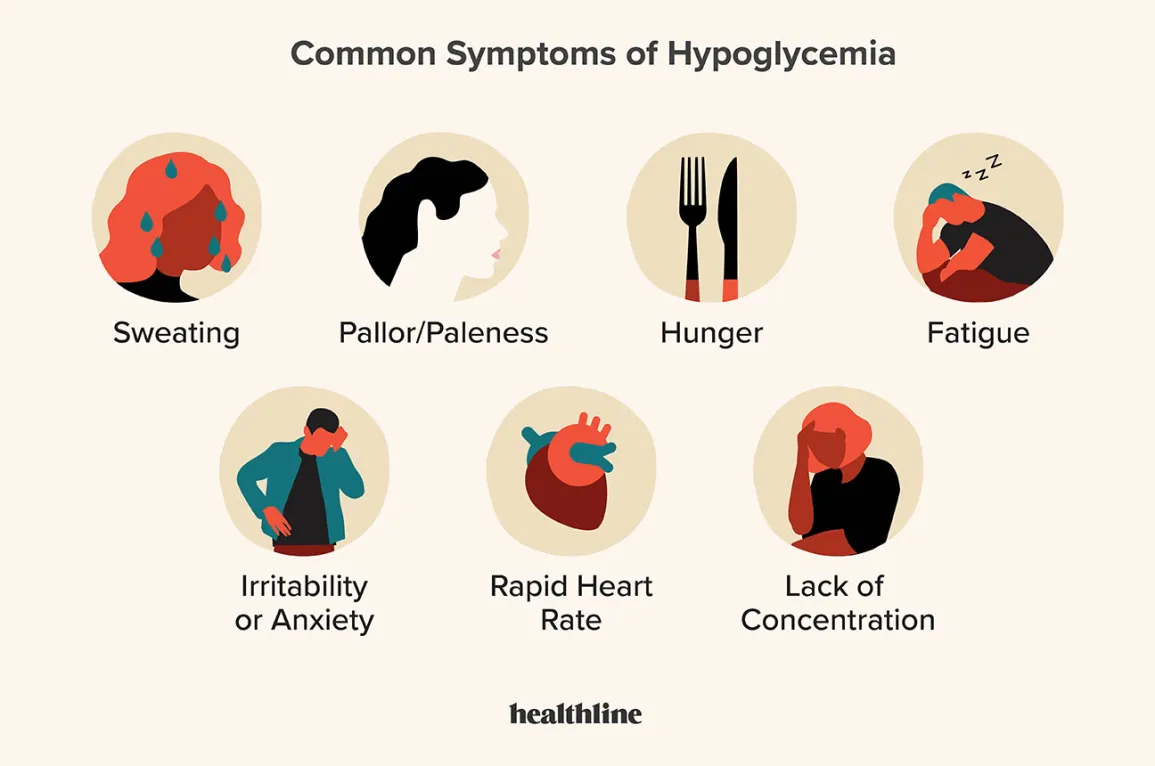 Common Symptoms of Hypoglycemia
zzz
Sweating
Pallor/Paleness
Hunger
Fatigue
Irritability
or Anxiety
Rapid Heart
Rate
Lack of
Concentration
healthline